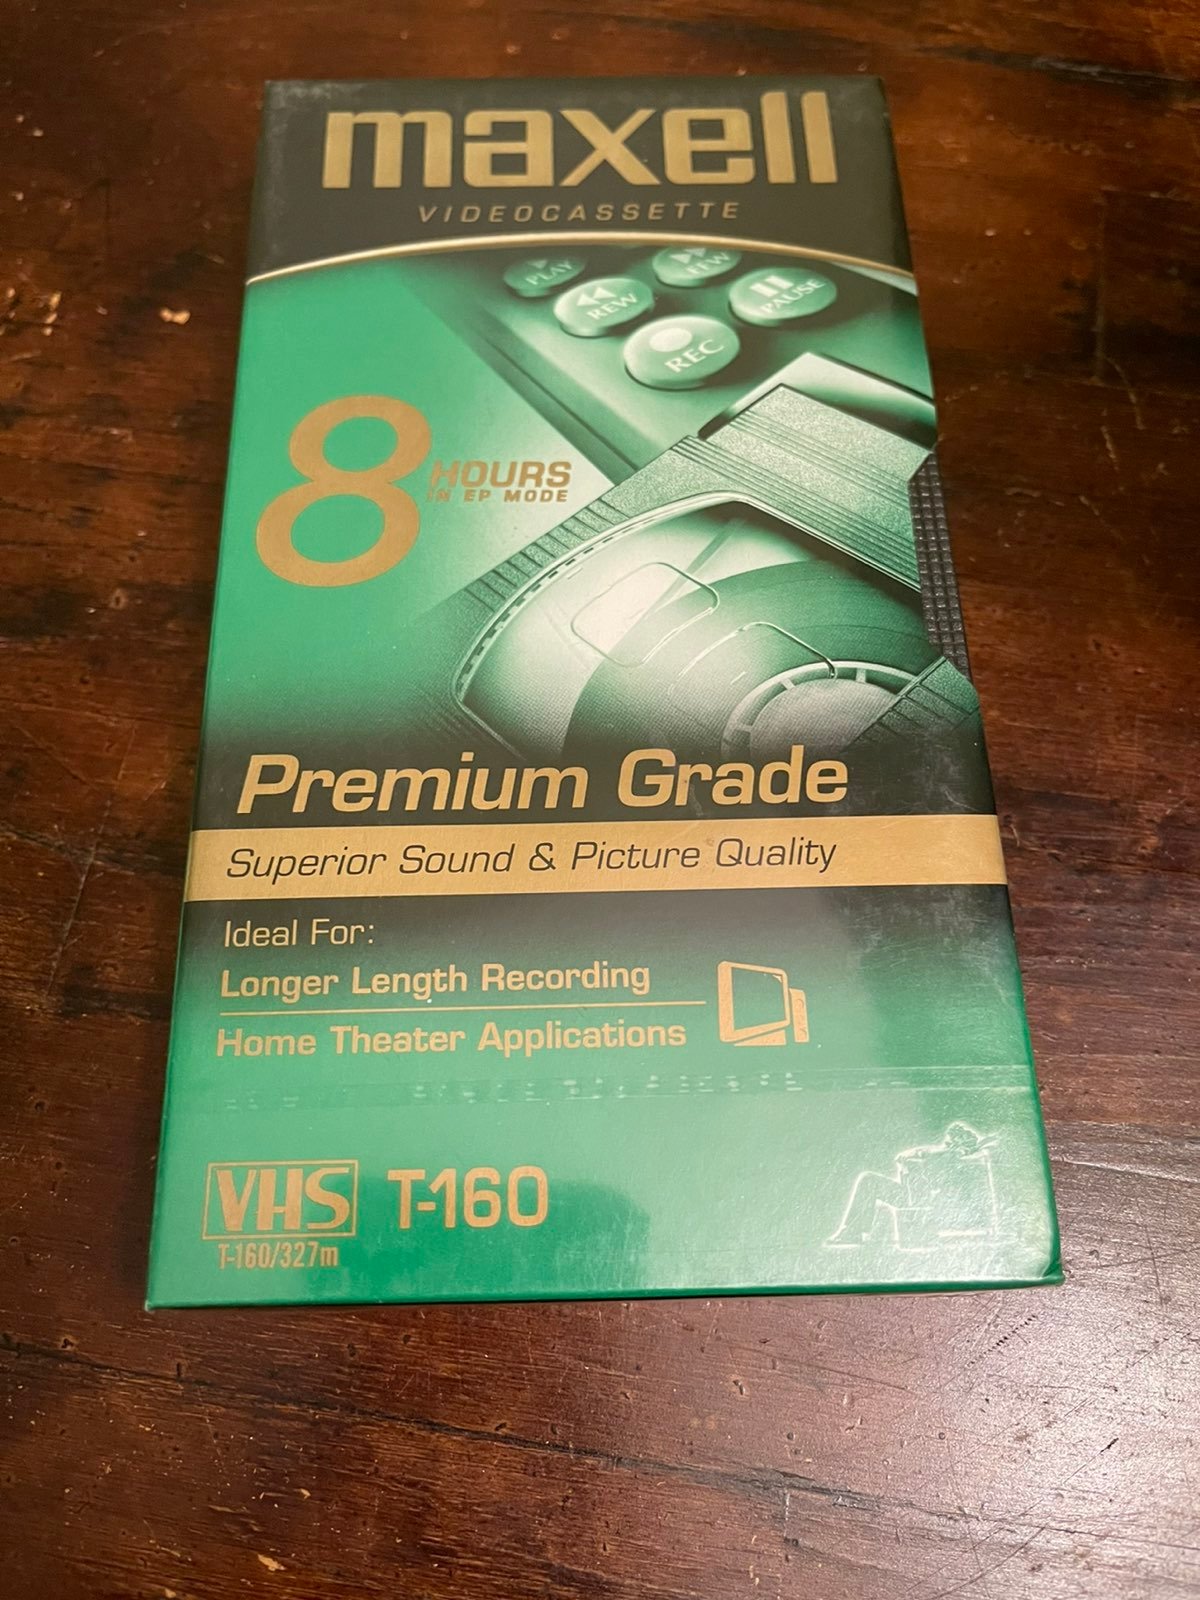 maxell
VIDEOCASSETTE
PLAY
REW
FFW
PAUSE
REC
8 HOURS
IN EP MODE
Premium Grade
Superior Sound & Picture Quality
Ideal For:
Longer Length Recording
Home Theater Applications
VHS T-160
T-160/327m